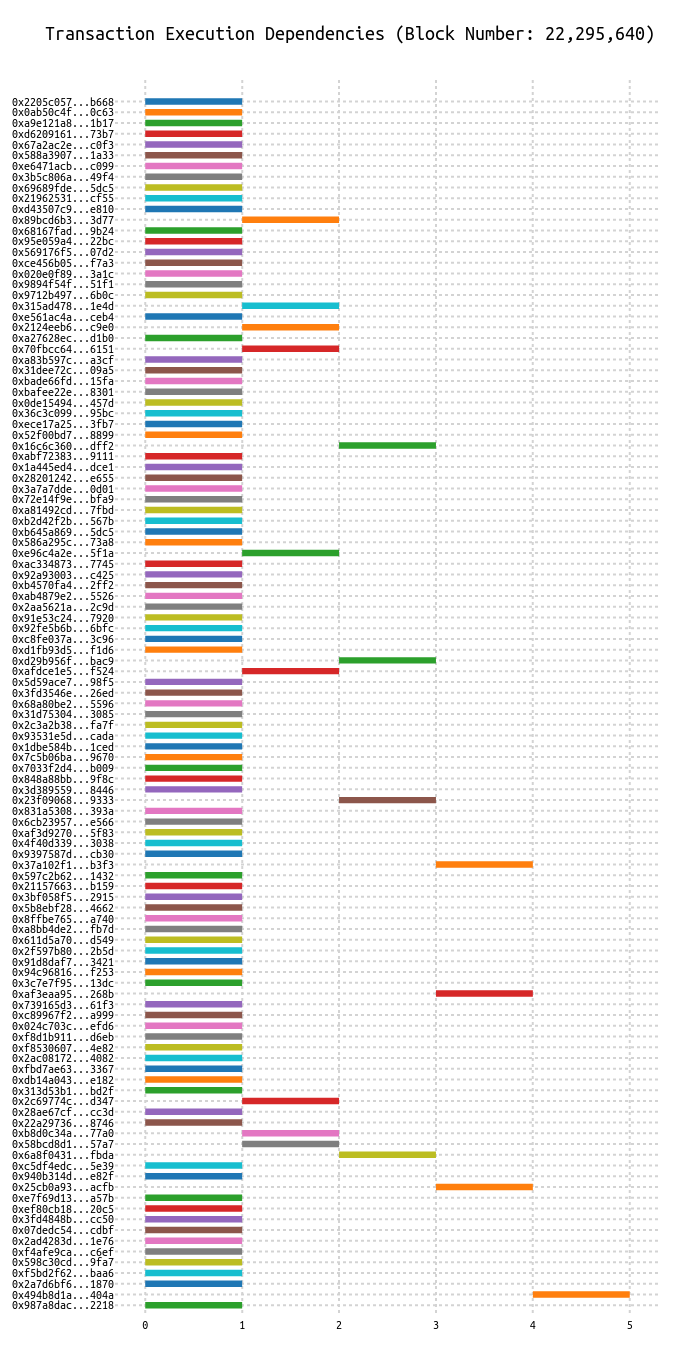 Transaction Execution Dependencies (Block Number: 22,295,640)
0x2205c057...b668
0x0ab50c4f...0c63
0xa9e121a8...1b17
0xd6209161...73b7
0x67a2ac2e...c0f3
0x588a3907...1a33
0xe6471acb...c099
0x3b5c806a...49f4
0x69689fde...5dc5
0x21962531...cf55
0xd43507c9...e810
0x89bcd6b3...3d77
0x68167fad...9b24
0x95e059a4...22bc
0x569176f5...07d2
0xce456b05...f7a3
0x020e0f89...3a1c
0x9894f54f...51f1
0x9712b497...6b0c
0x315ad478...1e4d
0xe561ac4a...ceb4
0x2124eeb6...c9e0
0xa27628ec...d1b0
0x70fbcc64...6151
0xa83b597c...a3cf
0x31dee72c...09a5
0xbade66fd...15fa
0xbafee22e...8301
0x0de15494...457d
0x36c3c099...95bc
0xece17a25...3fb7
0x52f00bd7...8899
0x16c6c360...dff2
0xabf72383...9111
0x1a445ed4...dce1
0x28201242...e655
0x3a7a7dde...0d01
0x72e14f9e...bfa9
0xa81492cd...7fbd
0xb2d42f2b...567b
0xb645a869...5dc5
0x586a295c...73a8
0xe96c4a2e...5f1a
0xac334873...7745
0x92a93003...c425
0xb4570fa4...2ff2
0xab4879e2...5526
0x2aa5621a...2c9d
0x91e53c24...7920
0x92fe5b6b...6bfc
0xc8fe037a...3c96
0xd1fb93d5...f1d6
0xd29b956f...bac9
0xafdce1e5...f524
0x5d59ace7...98f5
0x3fd3546e...26ed
0x68a80be2...5596
0x31d75304...3085
0x2c3a2b38...fa7f
0x93531e5d...cada
0x1dbe584b...1ced
0x7c5b06ba...9670
0x7033f2d4...b009
0x848a88bb...9f8c
0x3d389559...8446
0x23f09068...9333
0x831a5308...393a
0x6cb23957...e566
0xaf3d9270...5f83
0x4f40d339...3038
0x9397587d...cb30
0x37a102f1...b3f3
0x597c2b62...1432
0x21157663...b159
0x3bf058f5...2915
0x5b8ebf28...4662
0x8ffbe765...a740
0xa8bb4de2...fb7d
0x611d5a70...d549
0x2f597b80...2b5d
0x91d8daf7...3421
0x94c96816...f253
0x3c7e7f95...13dc
0xaf3eaa95...268b
0x739165d3...61f3
0xc89967f2...a999
0x024c703c...efd6
0xf8d1b911...d6eb
0xf8530607...4e82
0x2ac08172...4082
0xfbd7ae63...3367
0xdb14a043...e182
0x313d53b1...bd2f
0x2c69774c...d347
0x28ae67cf...cc3d
0x22a29736...8746
0xb8d0c34a...77a0
0x58bcd8d1...57a7
0x6a8f0431...fbda
0xc5df4edc...5e39
0x940b314d...e82f
0x25cb0a93...acfb
0xe7f69d13...a57b
0xef80cb18...20c5
0x3fd4848b...cc50
0x07dedc54...cdbf
0x2ad4283d...1e76
0xf4afe9ca...c6ef
0x598c30cd...9fa7
0xf5bd2f62...baa6
0x2a7d6bf6...1870
0x494b8d1a...404a
0x987a8dac...2218
0 1 2 3 4 5